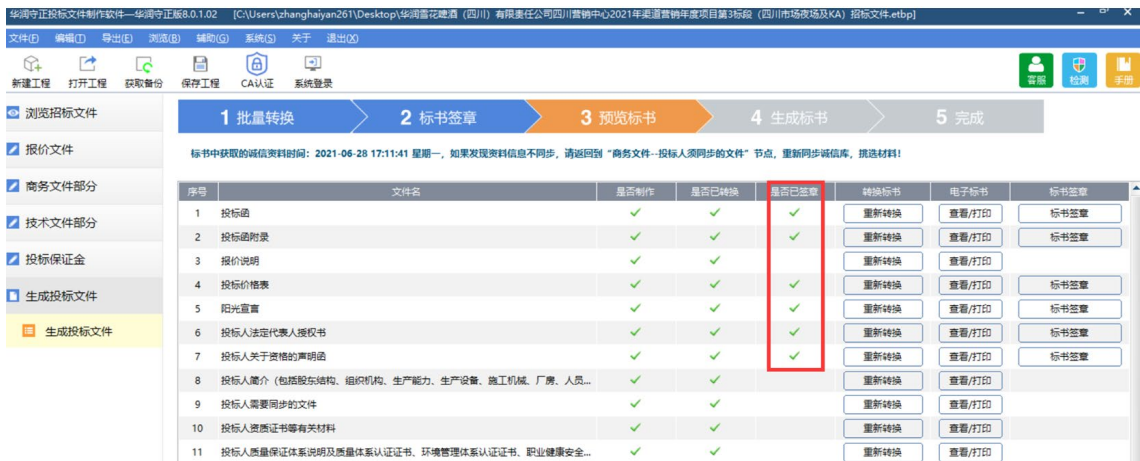 华润守正投标文件制作软件—华润守正版8.0.1.02 [C:\Users\zhanghaiyan261\Desktop\华润雪花啤酒（四川）有限责任公司四川营销中心2021年渠道营销年度项目第3标段（四川市场夜场及KA）招标文件.etbp]
文件(F) 编辑(I) 导出(E) 浏览(B) 辅助(G) 系统(S) 关于 退出(X)
新建工程 打开工程 获取备份 保存工程 CA认证 系统登录 客服 检测 手册
浏览招标文件
报价文件
商务文件部分
技术文件部分
投标保证金
生成投标文件
生成投标文件
1 批量转换 2 标书签章 3 预览标书 4 生成标书 5 完成
标书中获取的诚信资料时间：2021-06-28 17:11:41 星期一，如果发现资料信息不同步，请返回到“商务文件--投标人须同步的文件”节点，重新同步诚信库，挑选材料！
序号 文件名 是否制作 是否已转换 是否已签章 转换标书 电子标书 标书签章
1 投标函 ✓ ✓ ✓ 重新转换 查看/打印 标书签章
2 投标函附录 ✓ ✓ ✓ 重新转换 查看/打印 标书签章
3 报价说明 ✓ ✓ 重新转换 查看/打印
4 投标价格表 ✓ ✓ ✓ 重新转换 查看/打印 标书签章
5 阳光宣言 ✓ ✓ ✓ 重新转换 查看/打印 标书签章
6 投标人法定代表人授权书 ✓ ✓ ✓ 重新转换 查看/打印 标书签章
7 投标人关于资格的声明函 ✓ ✓ ✓ 重新转换 查看/打印 标书签章
8 投标人简介（包括股东结构、组织机构、生产能力、生产设备、施工机械、厂房、人员... ✓ ✓ 重新转换 查看/打印
9 投标人需要同步的文件 ✓ ✓ 重新转换 查看/打印
10 投标人资质证书等有关材料 ✓ ✓ 重新转换 查看/打印
11 投标人质量保证体系说明及质量体系认证证书、环境管理体系认证证书、职业健康安全... ✓ ✓ 重新转换 查看/打印